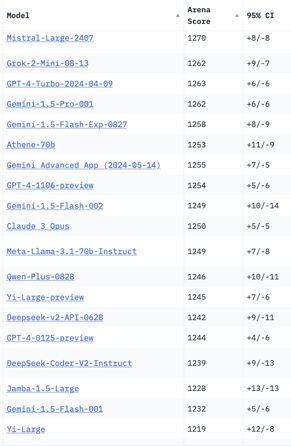 Model Arena Score 95% CI
Mistral-Large-2407 1270 +8/-8
Grok-2-Mini-08-13 1262 +9/-7
GPT-4-Turbo-2024-04-09 1263 +6/-6
Gemini-1.5-Pro-001 1262 +6/-6
Gemini-1.5-Flash-Exp-0827 1258 +8/-9
Athene-70b 1253 +11/-9
Gemini Advanced App (2024-05-14) 1255 +7/-5
GPT-4-1106-preview 1254 +5/-6
Gemini-1.5-Flash-002 1249 +10/-14
Claude 3 Opus 1250 +5/-5
Meta-Llama-3.1-70b-Instruct 1249 +7/-8
Qwen-Plus-0828 1246 +10/-11
Yi-Large-preview 1245 +7/-6
Deepseek-v2-API-0628 1242 +9/-11
GPT-4-0125-preview 1244 +4/-6
DeepSeek-Coder-V2-Instruct 1239 +9/-13
Jamba-1.5-Large 1228 +13/-13
Gemini-1.5-Flash-001 1232 +5/-6
Yi-Large 1219 +12/-8